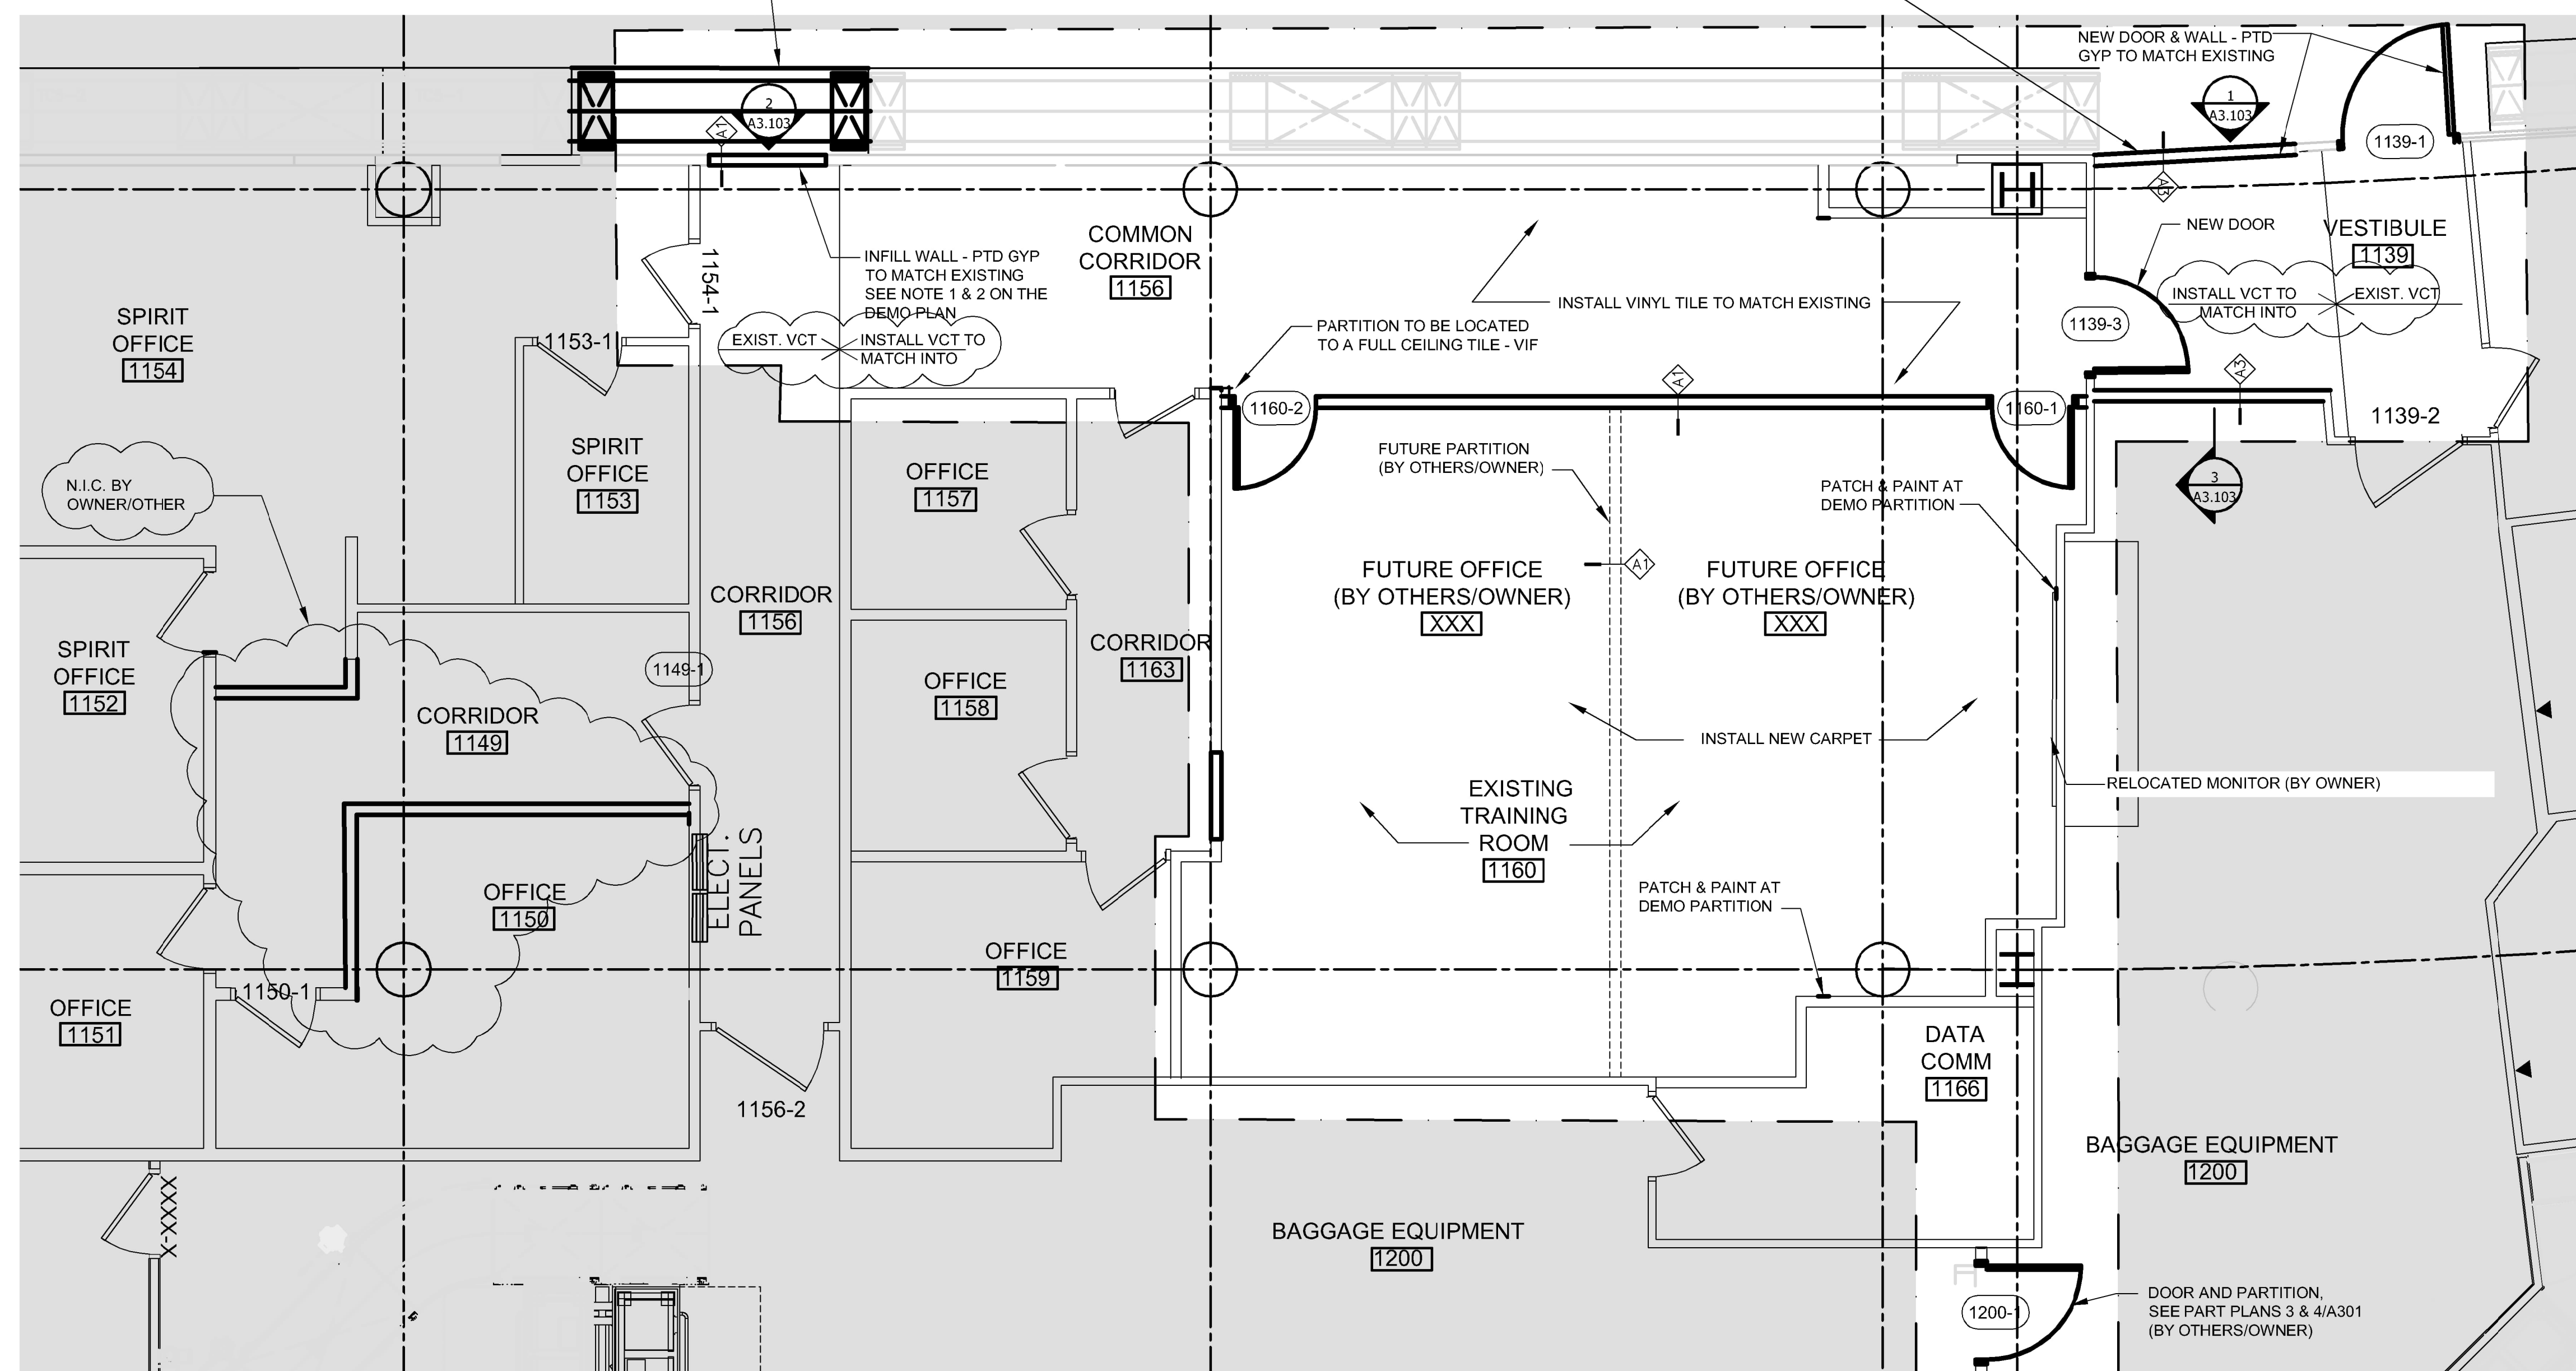 NEW DOOR & WALL - PTD
GYP TO MATCH EXISTING
2
A3.103
A1
1
A3.103
1139-1
A3
COMMON
CORRIDOR
1156
1154-1
INFILL WALL - PTD GYP
TO MATCH EXISTING
SEE NOTE 1 & 2 ON THE
DEMO PLAN
NEW DOOR
VESTIBULE
1139
INSTALL VCT TO
MATCH INTO
EXIST. VCT
INSTALL VINYL TILE TO MATCH EXISTING
1139-3
SPIRIT
OFFICE
1154
1153-1
EXIST. VCT
INSTALL VCT TO
MATCH INTO
PARTITION TO BE LOCATED
TO A FULL CEILING TILE - VIF
A1
A3
1160-2
1160-1
1139-2
SPIRIT
OFFICE
1153
OFFICE
1157
FUTURE PARTITION
(BY OTHERS/OWNER)
N.I.C. BY
OWNER/OTHER
PATCH & PAINT AT
DEMO PARTITION
3
A3.103
A1
FUTURE OFFICE
(BY OTHERS/OWNER)
XXX
FUTURE OFFICE
(BY OTHERS/OWNER)
XXX
CORRIDOR
1156
SPIRIT
OFFICE
1152
1149-1
CORRIDOR
1163
OFFICE
1158
CORRIDOR
1149
INSTALL NEW CARPET
RELOCATED MONITOR (BY OWNER)
EXISTING
TRAINING
ROOM
1160
ELECT.
PANELS
OFFICE
1150
PATCH & PAINT AT
DEMO PARTITION
OFFICE
1159
1150-1
OFFICE
1151
DATA
COMM
1166
1156-2
BAGGAGE EQUIPMENT
1200
X-XXXX
BAGGAGE EQUIPMENT
1200
1200-1
DOOR AND PARTITION,
SEE PART PLANS 3 & 4/A301
(BY OTHERS/OWNER)